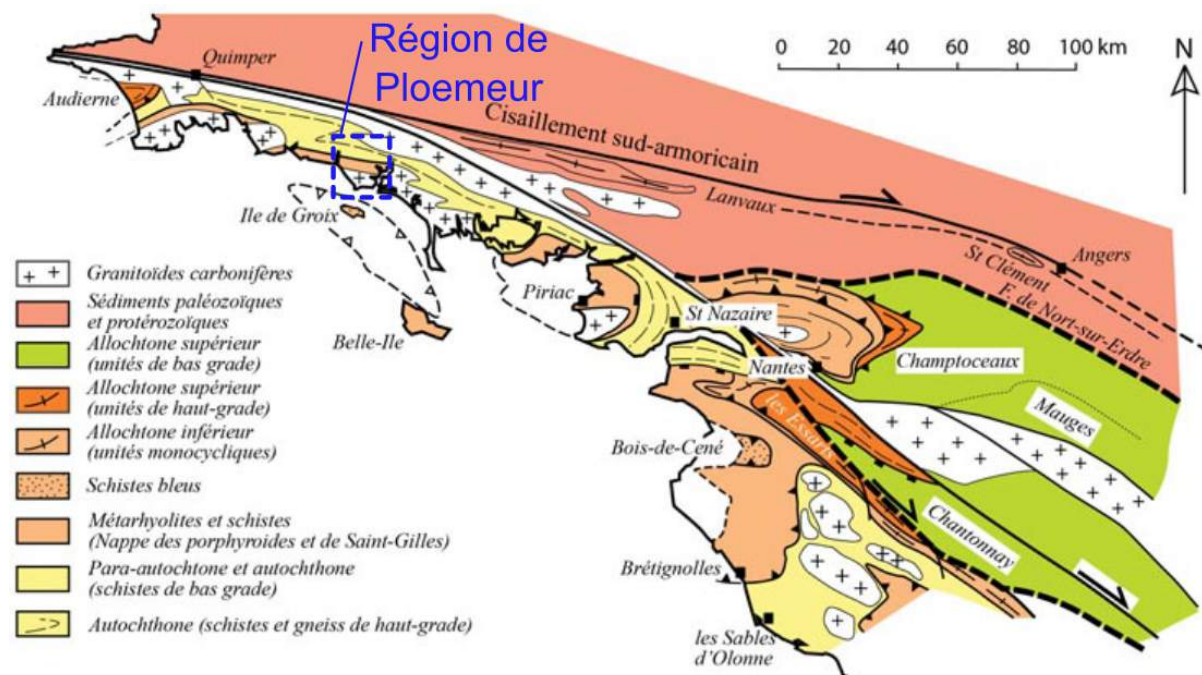 Région de
Ploemeur
0 20 40 60 80 100 km
N
Quimper
Audierne
Cisaillement sud-armoricain
Lanvaux
Ile de Groix
Angers
St Clément
F. de Nort-sur-Erdre
Piriac
St Nazaire
Belle-Ile
Champtoceaux
Nantes
Mauges
les Essarts
Bois-de-Cené
Chantonnay
Brétignolles
les Sables
d'Olonne
Granitoïdes carbonifères
Sédiments paléozoïques
et protérozoïques
Allochtone supérieur
(unités de bas grade)
Allochtone supérieur
(unités de haut-grade)
Allochtone inférieur
(unités monocycliques)
Schistes bleus
Métarhyolites et schistes
(Nappe des porphyroides et de Saint-Gilles)
Para-autochtone et autochthone
(schistes de bas grade)
Autochthone (schistes et gneiss de haut-grade)